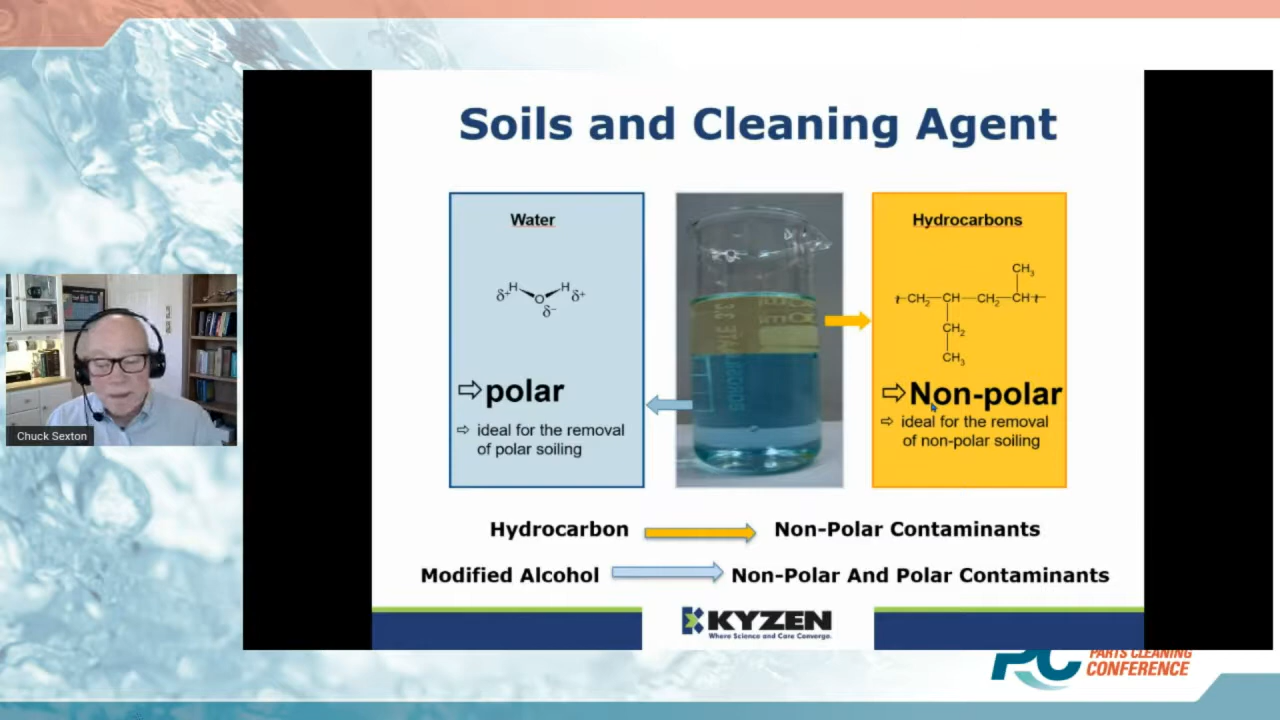 Soils and Cleaning Agent
Water
δ+ H H δ+
O
δ-
⇨polar
⇨ ideal for the removal
of polar soiling
Hydrocarbons
CH3
CH2 CH CH2 CH
CH2
CH3
⇨Non-polar
⇨ ideal for the removal
of non-polar soiling
Hydrocarbon Non-Polar Contaminants
Modified Alcohol Non-Polar And Polar Contaminants
KYZEN
Where Science and Care Converge.
Chuck Sexton
PC PARTS CLEANING
CONFERENCE